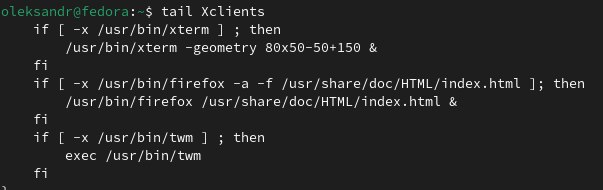 oleksandr@fedora:~$ tail Xclients
    if [ -x /usr/bin/xterm ] ; then
        /usr/bin/xterm -geometry 80x50-50+150 &
    fi
    if [ -x /usr/bin/firefox -a -f /usr/share/doc/HTML/index.html ]; then
        /usr/bin/firefox /usr/share/doc/HTML/index.html &
    fi
    if [ -x /usr/bin/twm ] ; then
        exec /usr/bin/twm
    fi